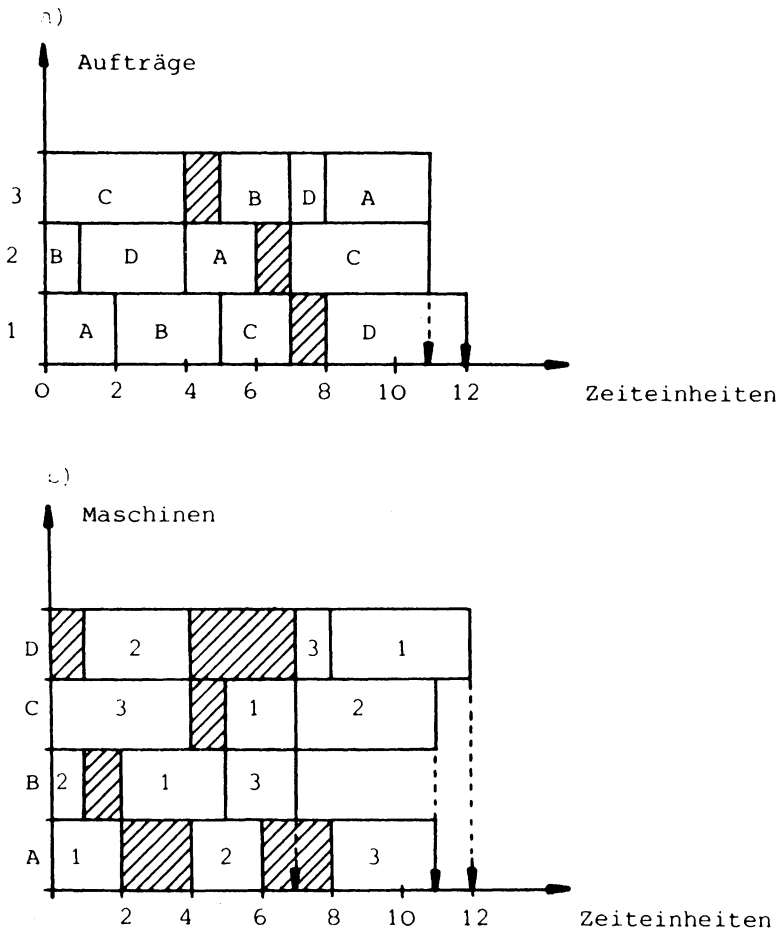 Aufträge
3 C B D A
2 B D A C
1 A B C D
0 2 4 6 8 10 12 Zeiteinheiten
Maschinen
D 2 3 1
C 3 1 2
B 2 1 3
A 1 2 3
2 4 6 8 10 12 Zeiteinheiten